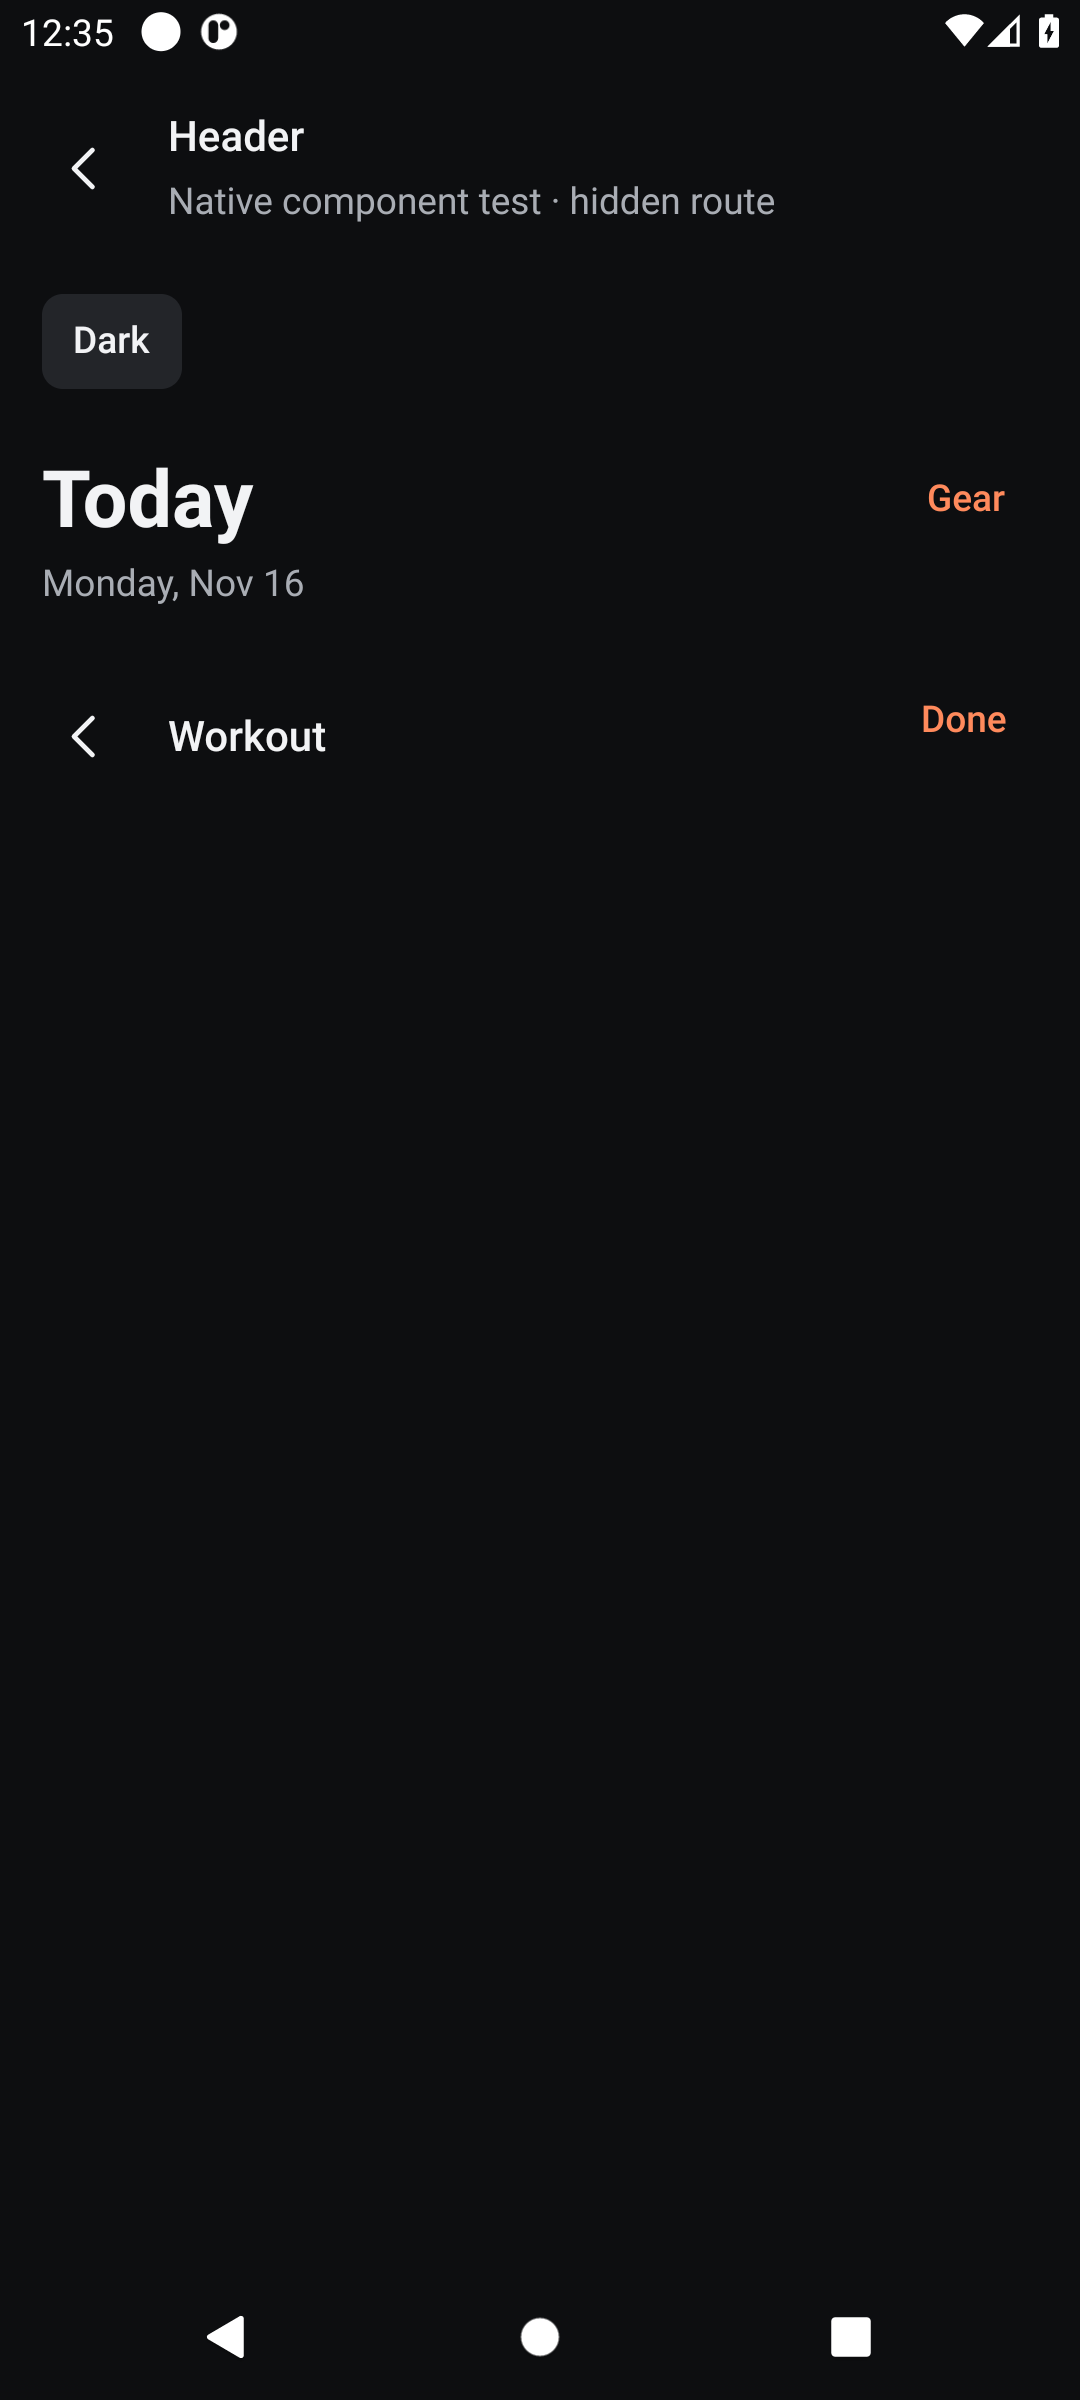 12:35
Header
Native component test · hidden route
Dark
Today
Gear
Monday, Nov 16
Workout
Done